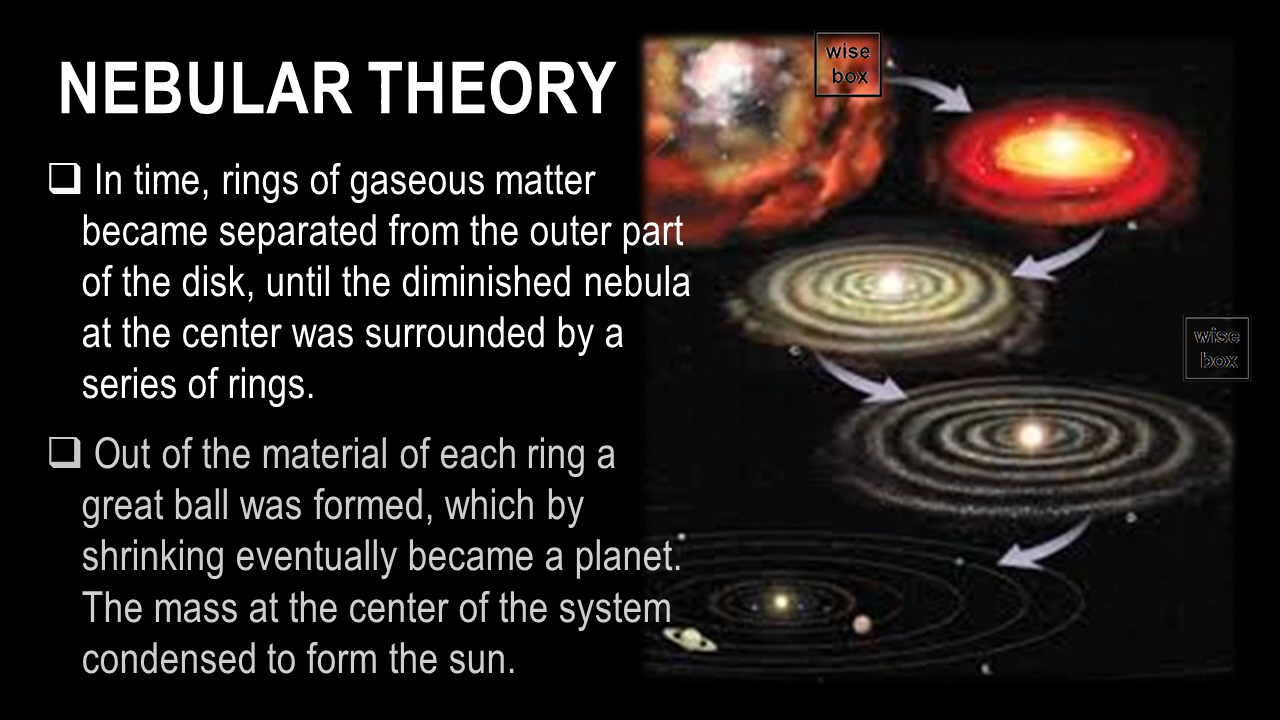 NEBULAR THEORY
In time, rings of gaseous matter
became separated from the outer part
of the disk, until the diminished nebula
at the center was surrounded by a
series of rings.
Out of the material of each ring a
great ball was formed, which by
shrinking eventually became a planet.
The mass at the center of the system
condensed to form the sun.
wise
box
wise
box